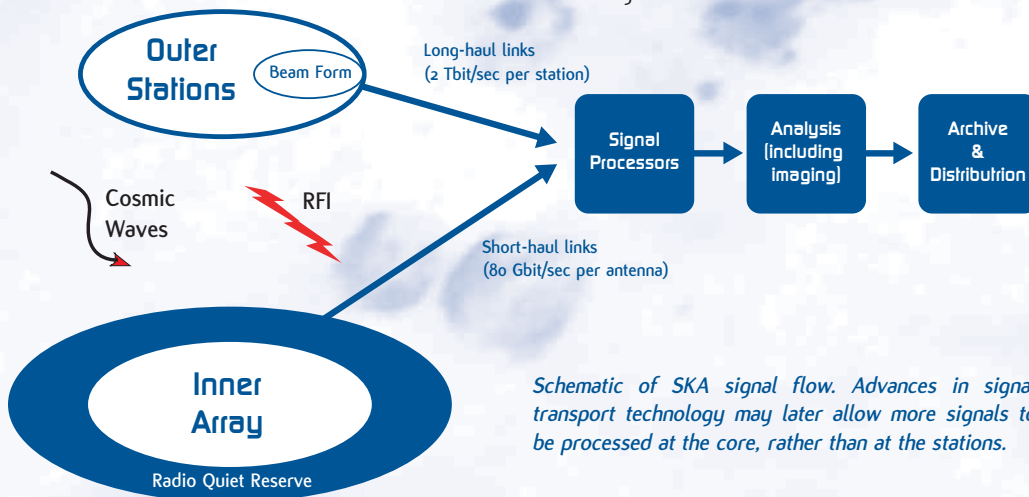 Outer
Stations
Beam Form
Long-haul links
(2 Tbit/sec per station)
Signal
Processors
Analysis
(including
imaging)
Archive
&
Distributrion
Cosmic
Waves
RFI
Short-haul links
(80 Gbit/sec per antenna)
Inner
Array
Radio Quiet Reserve
Schematic of SKA signal flow. Advances in signal
transport technology may later allow more signals to
be processed at the core, rather than at the stations.